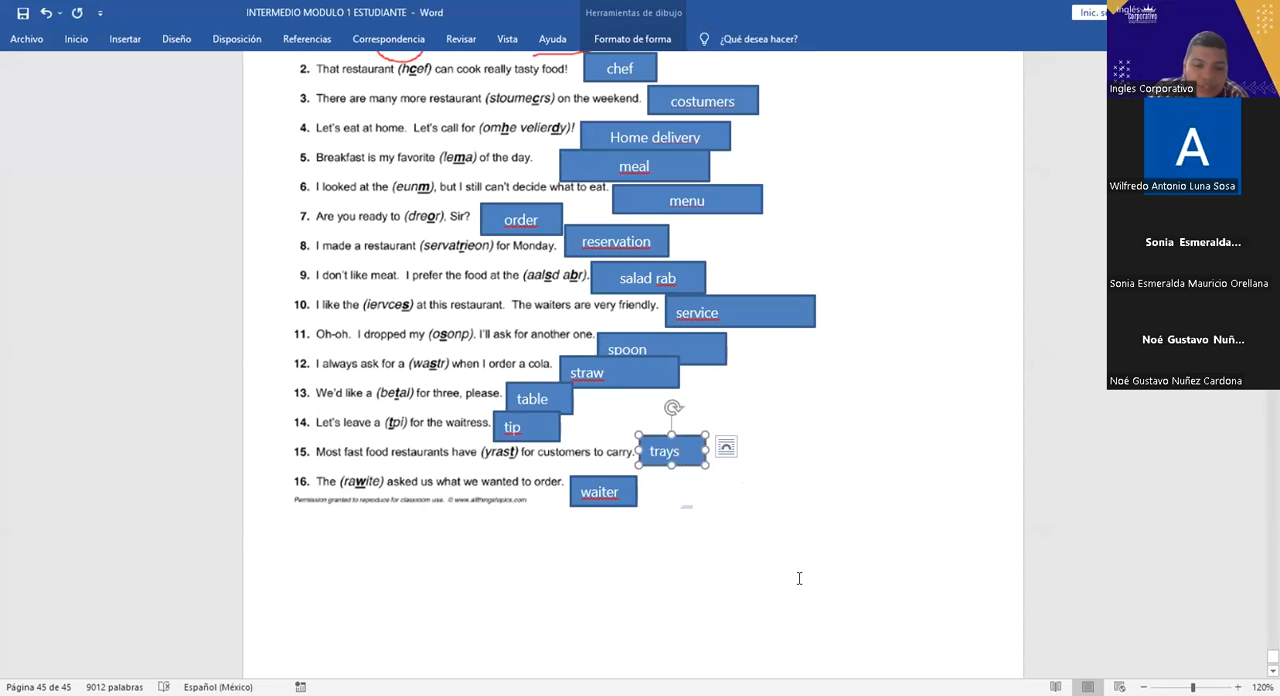 INTERMEDIO MODULO 1 ESTUDIANTE - Word
Herramientas de dibujo
Inic. se
Archivo Inicio Insertar Diseño Disposición Referencias Correspondencia Revisar Vista Ayuda Formato de forma ¿Qué desea hacer?
Inglés
Corporativo
Ingles Corporativo
2. That restaurant (hcef) can cook really tasty food! chef
3. There are many more restaurant (stoumecrs) on the weekend. costumers
4. Let's eat at home. Let's call for (omhe velierdy)! Home delivery
5. Breakfast is my favorite (lema) of the day. meal
6. I looked at the (eunm), but I still can't decide what to eat. menu
7. Are you ready to (dreor), Sir? order
8. I made a restaurant (servatrieon) for Monday. reservation
9. I don't like meat. I prefer the food at the (aalsd abr). salad rab
10. I like the (iervces) at this restaurant. The waiters are very friendly. service
11. Oh-oh. I dropped my (osonp). I'll ask for another one. spoon
12. I always ask for a (wastr) when I order a cola. straw
13. We'd like a (betal) for three, please. table
14. Let's leave a (tpi) for the waitress. tip
15. Most fast food restaurants have (yrast) for customers to carry. trays
16. The (rawite) asked us what we wanted to order. waiter
Permission granted to reproduce for classroom use. © www.allthingstopics.com
A
Wilfredo Antonio Luna Sosa
Sonia Esmeralda...
Sonia Esmeralda Mauricio Orellana
Noé Gustavo Nuñ...
Noé Gustavo Nuñez Cardona
Página 45 de 45 9012 palabras Español (México) 120%